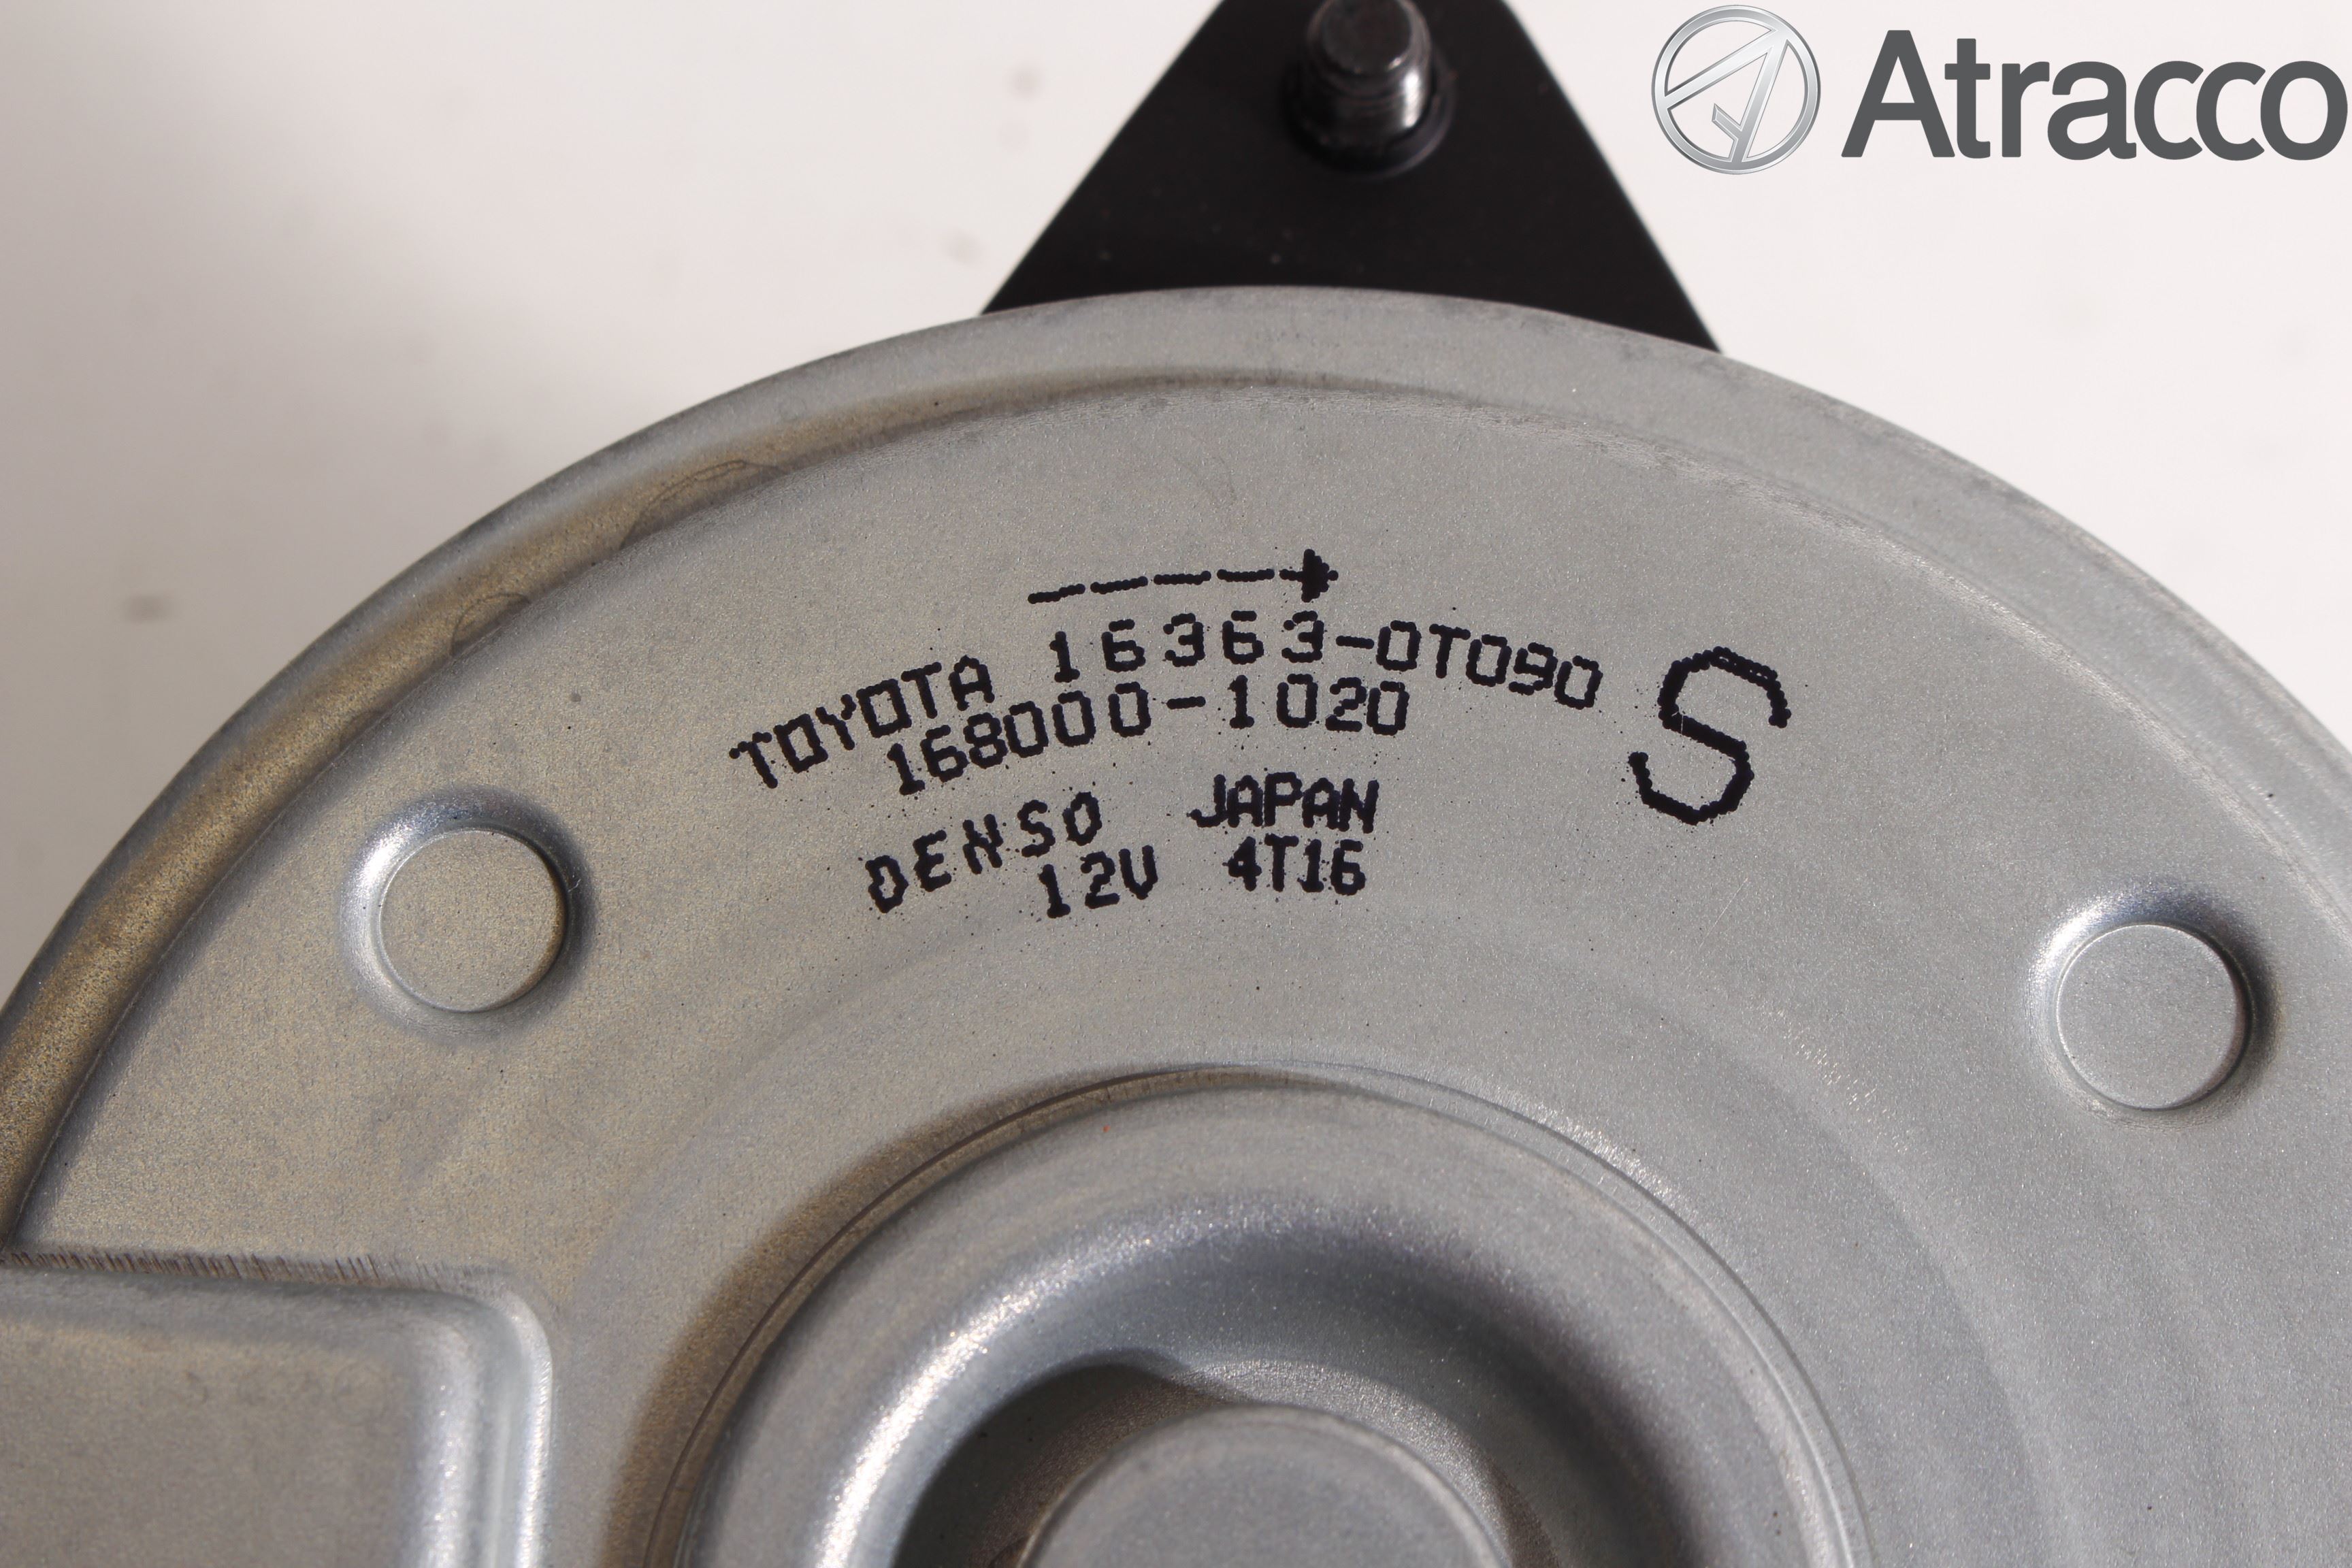 Atracco
TOYOTA 16363-0T090
S
168000-1020
DENSO JAPAN
12V 4T16